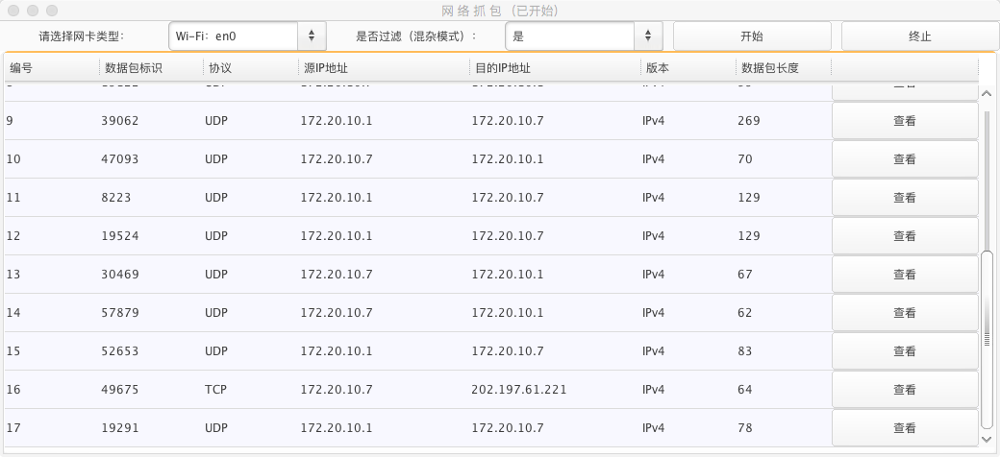 网 络 抓 包 （已开始）
请选择网卡类型： Wi-Fi：en0 是否过滤（混杂模式）： 是 开始 终止
编号 数据包标识 协议 源IP地址 目的IP地址 版本 数据包长度
9 39062 UDP 172.20.10.1 172.20.10.7 IPv4 269 查看
10 47093 UDP 172.20.10.7 172.20.10.1 IPv4 70 查看
11 8223 UDP 172.20.10.1 172.20.10.7 IPv4 129 查看
12 19524 UDP 172.20.10.1 172.20.10.7 IPv4 129 查看
13 30469 UDP 172.20.10.7 172.20.10.1 IPv4 67 查看
14 57879 UDP 172.20.10.7 172.20.10.1 IPv4 62 查看
15 52653 UDP 172.20.10.1 172.20.10.7 IPv4 83 查看
16 49675 TCP 172.20.10.7 202.197.61.221 IPv4 64 查看
17 19291 UDP 172.20.10.1 172.20.10.7 IPv4 78 查看